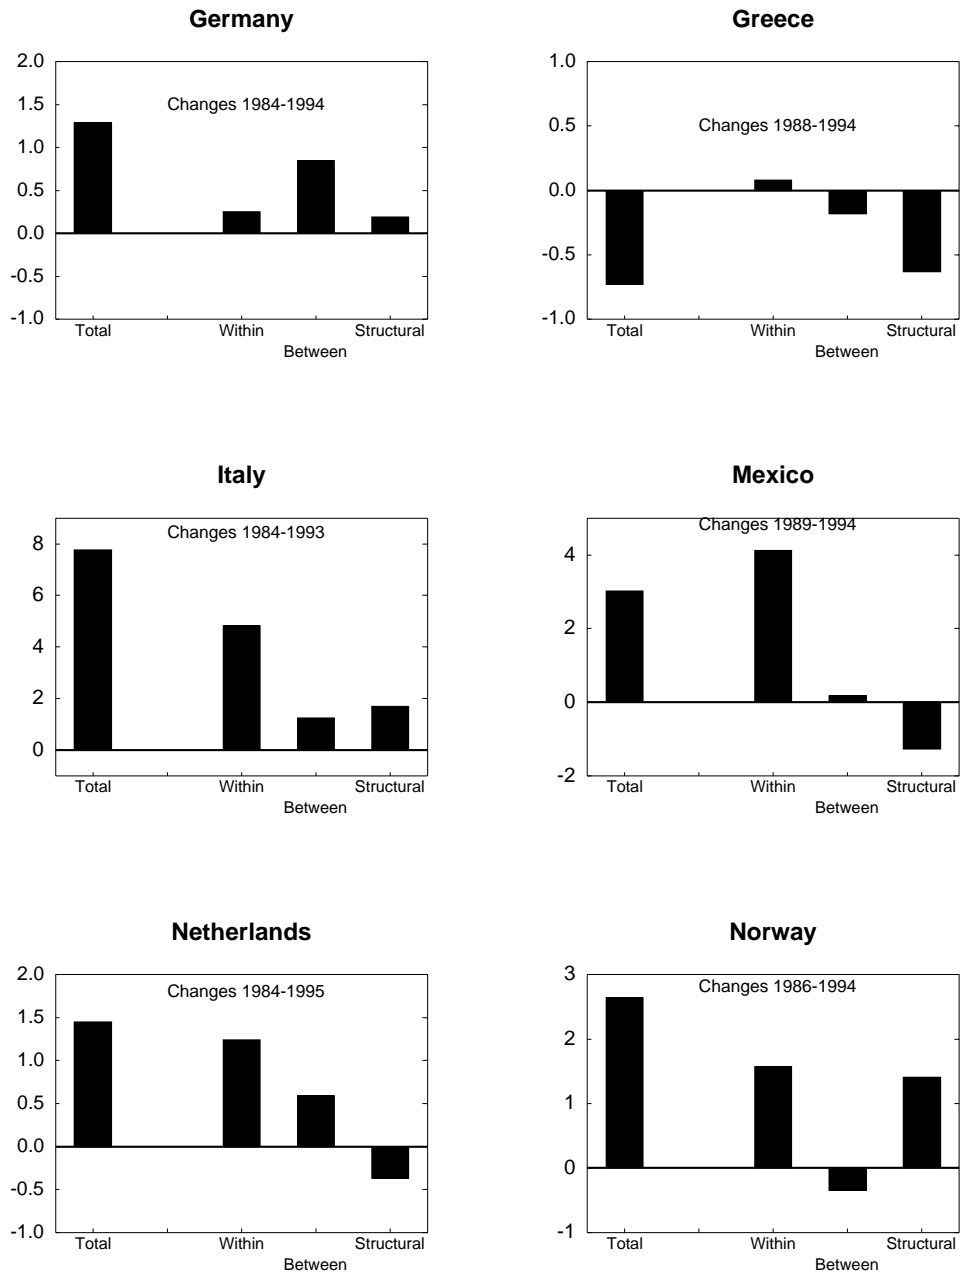 Germany
2.0
1.5
1.0
0.5
0.0
-0.5
-1.0
Changes 1984-1994
Total Within Structural
Between
Greece
1.0
0.5
0.0
-0.5
-1.0
Changes 1988-1994
Total Within Structural
Between
Italy
8
6
4
2
0
Changes 1984-1993
Total Within Structural
Between
Mexico
4
2
0
-2
Changes 1989-1994
Total Within Structural
Between
Netherlands
2.0
1.5
1.0
0.5
0.0
-0.5
-1.0
Changes 1984-1995
Total Within Structural
Between
Norway
3
2
1
0
-1
Changes 1986-1994
Total Within Structural
Between